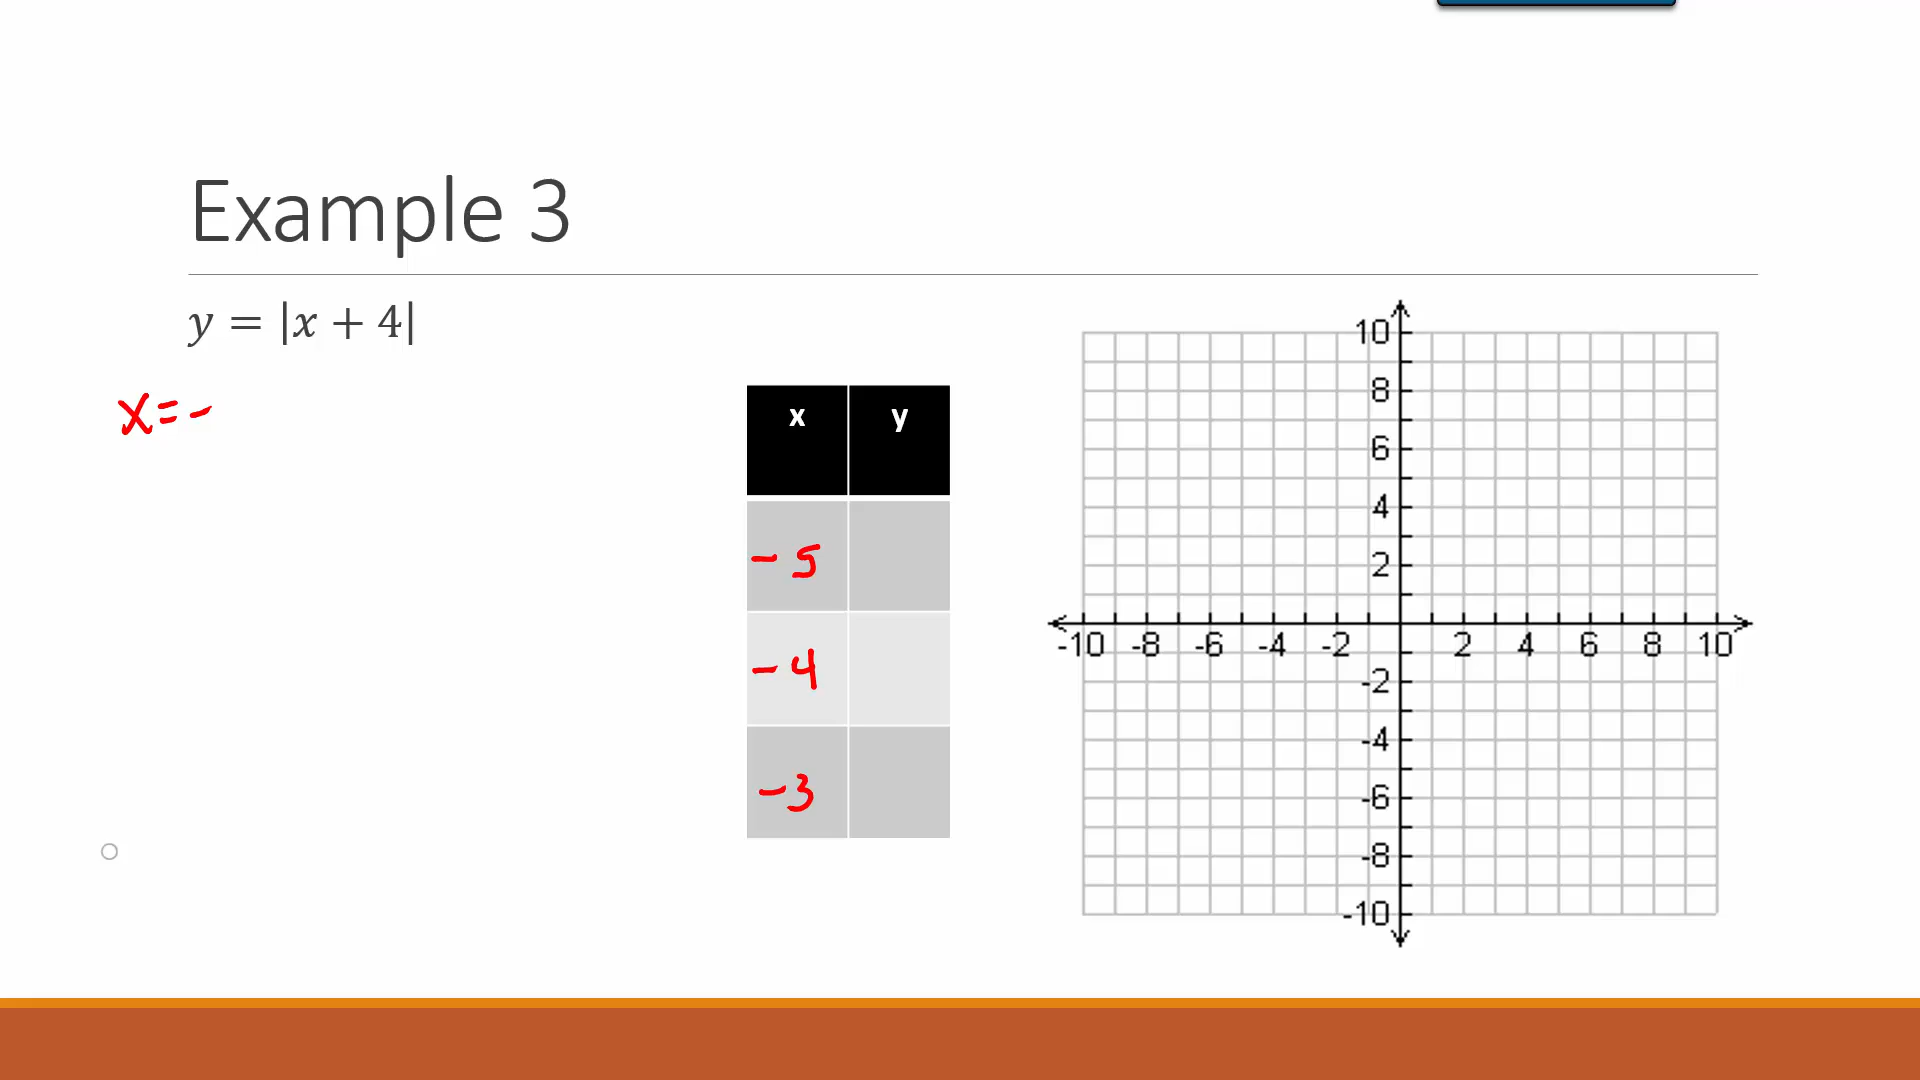 Example 3
y = |x + 4|
x = -
x y
-5
-4
-3
10
8
6
4
2
-10 -8 -6 -4 -2 2 4 6 8 10
-2
-4
-6
-8
-10